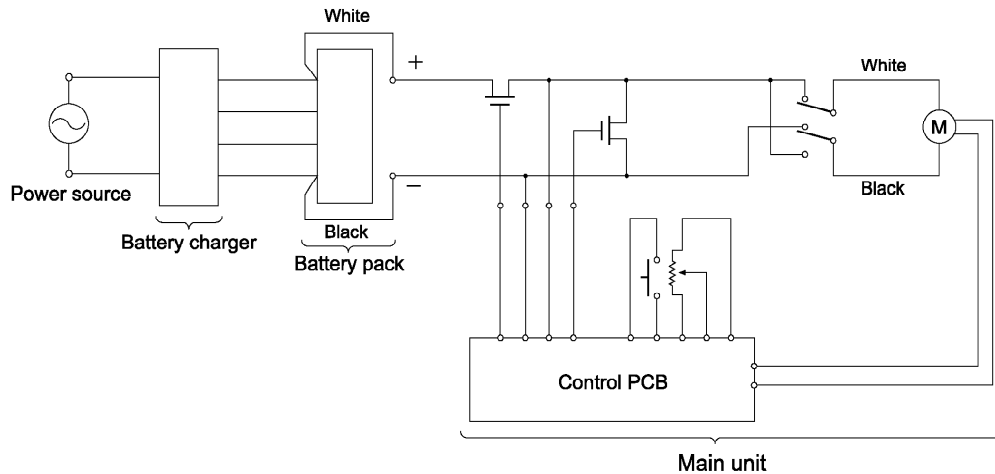 White
+
White
M
Power source
−
Black
Battery charger
Black
Battery pack
Control PCB
Main unit